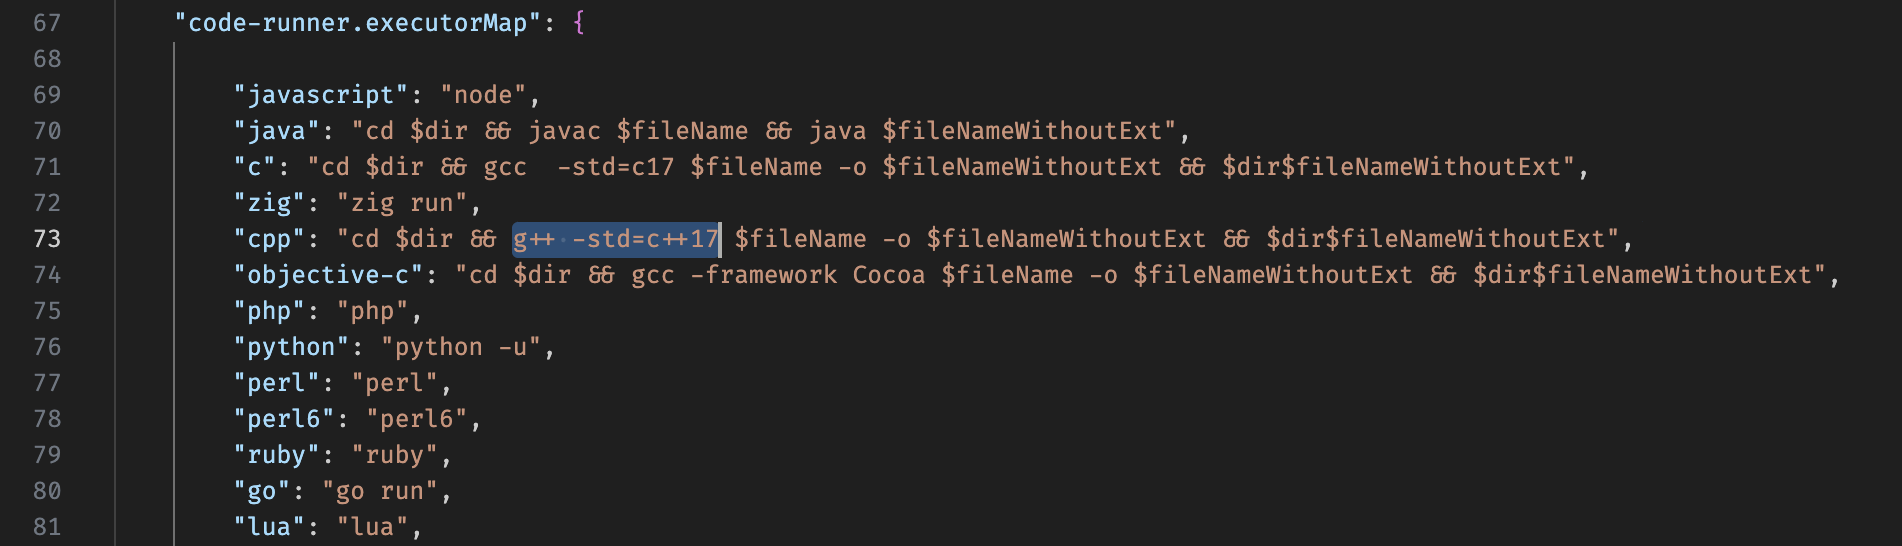 67 "code-runner.executorMap": {
68
69 "javascript": "node",
70 "java": "cd $dir && javac $fileName && java $fileNameWithoutExt",
71 "c": "cd $dir && gcc  -std=c17 $fileName -o $fileNameWithoutExt && $dir$fileNameWithoutExt",
72 "zig": "zig run",
73 "cpp": "cd $dir && g++ -std=c++17 $fileName -o $fileNameWithoutExt && $dir$fileNameWithoutExt",
74 "objective-c": "cd $dir && gcc -framework Cocoa $fileName -o $fileNameWithoutExt && $dir$fileNameWithoutExt",
75 "php": "php",
76 "python": "python -u",
77 "perl": "perl",
78 "perl6": "perl6",
79 "ruby": "ruby",
80 "go": "go run",
81 "lua": "lua",